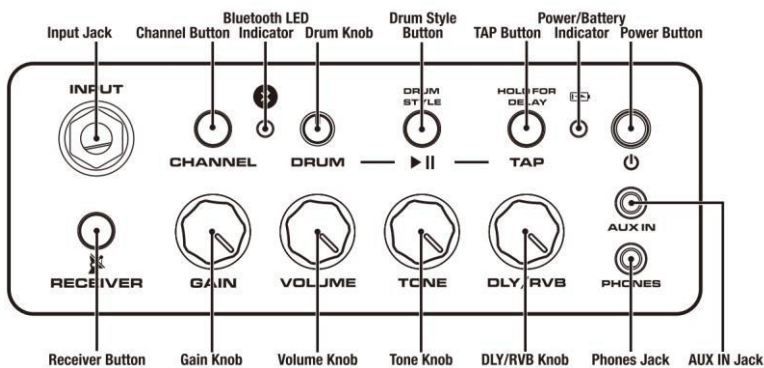 Bluetooth LED Drum Style Power/Battery
Input Jack Channel Button Indicator Drum Knob Button TAP Button Indicator Power Button
INPUT
DRUM STYLE
HOLD FOR DELAY
CHANNEL DRUM ▶|| TAP
AUX IN
RECEIVER GAIN VOLUME TONE DLY/RVB PHONES
Receiver Button Gain Knob Volume Knob Tone Knob DLY/RVB Knob Phones Jack AUX IN Jack